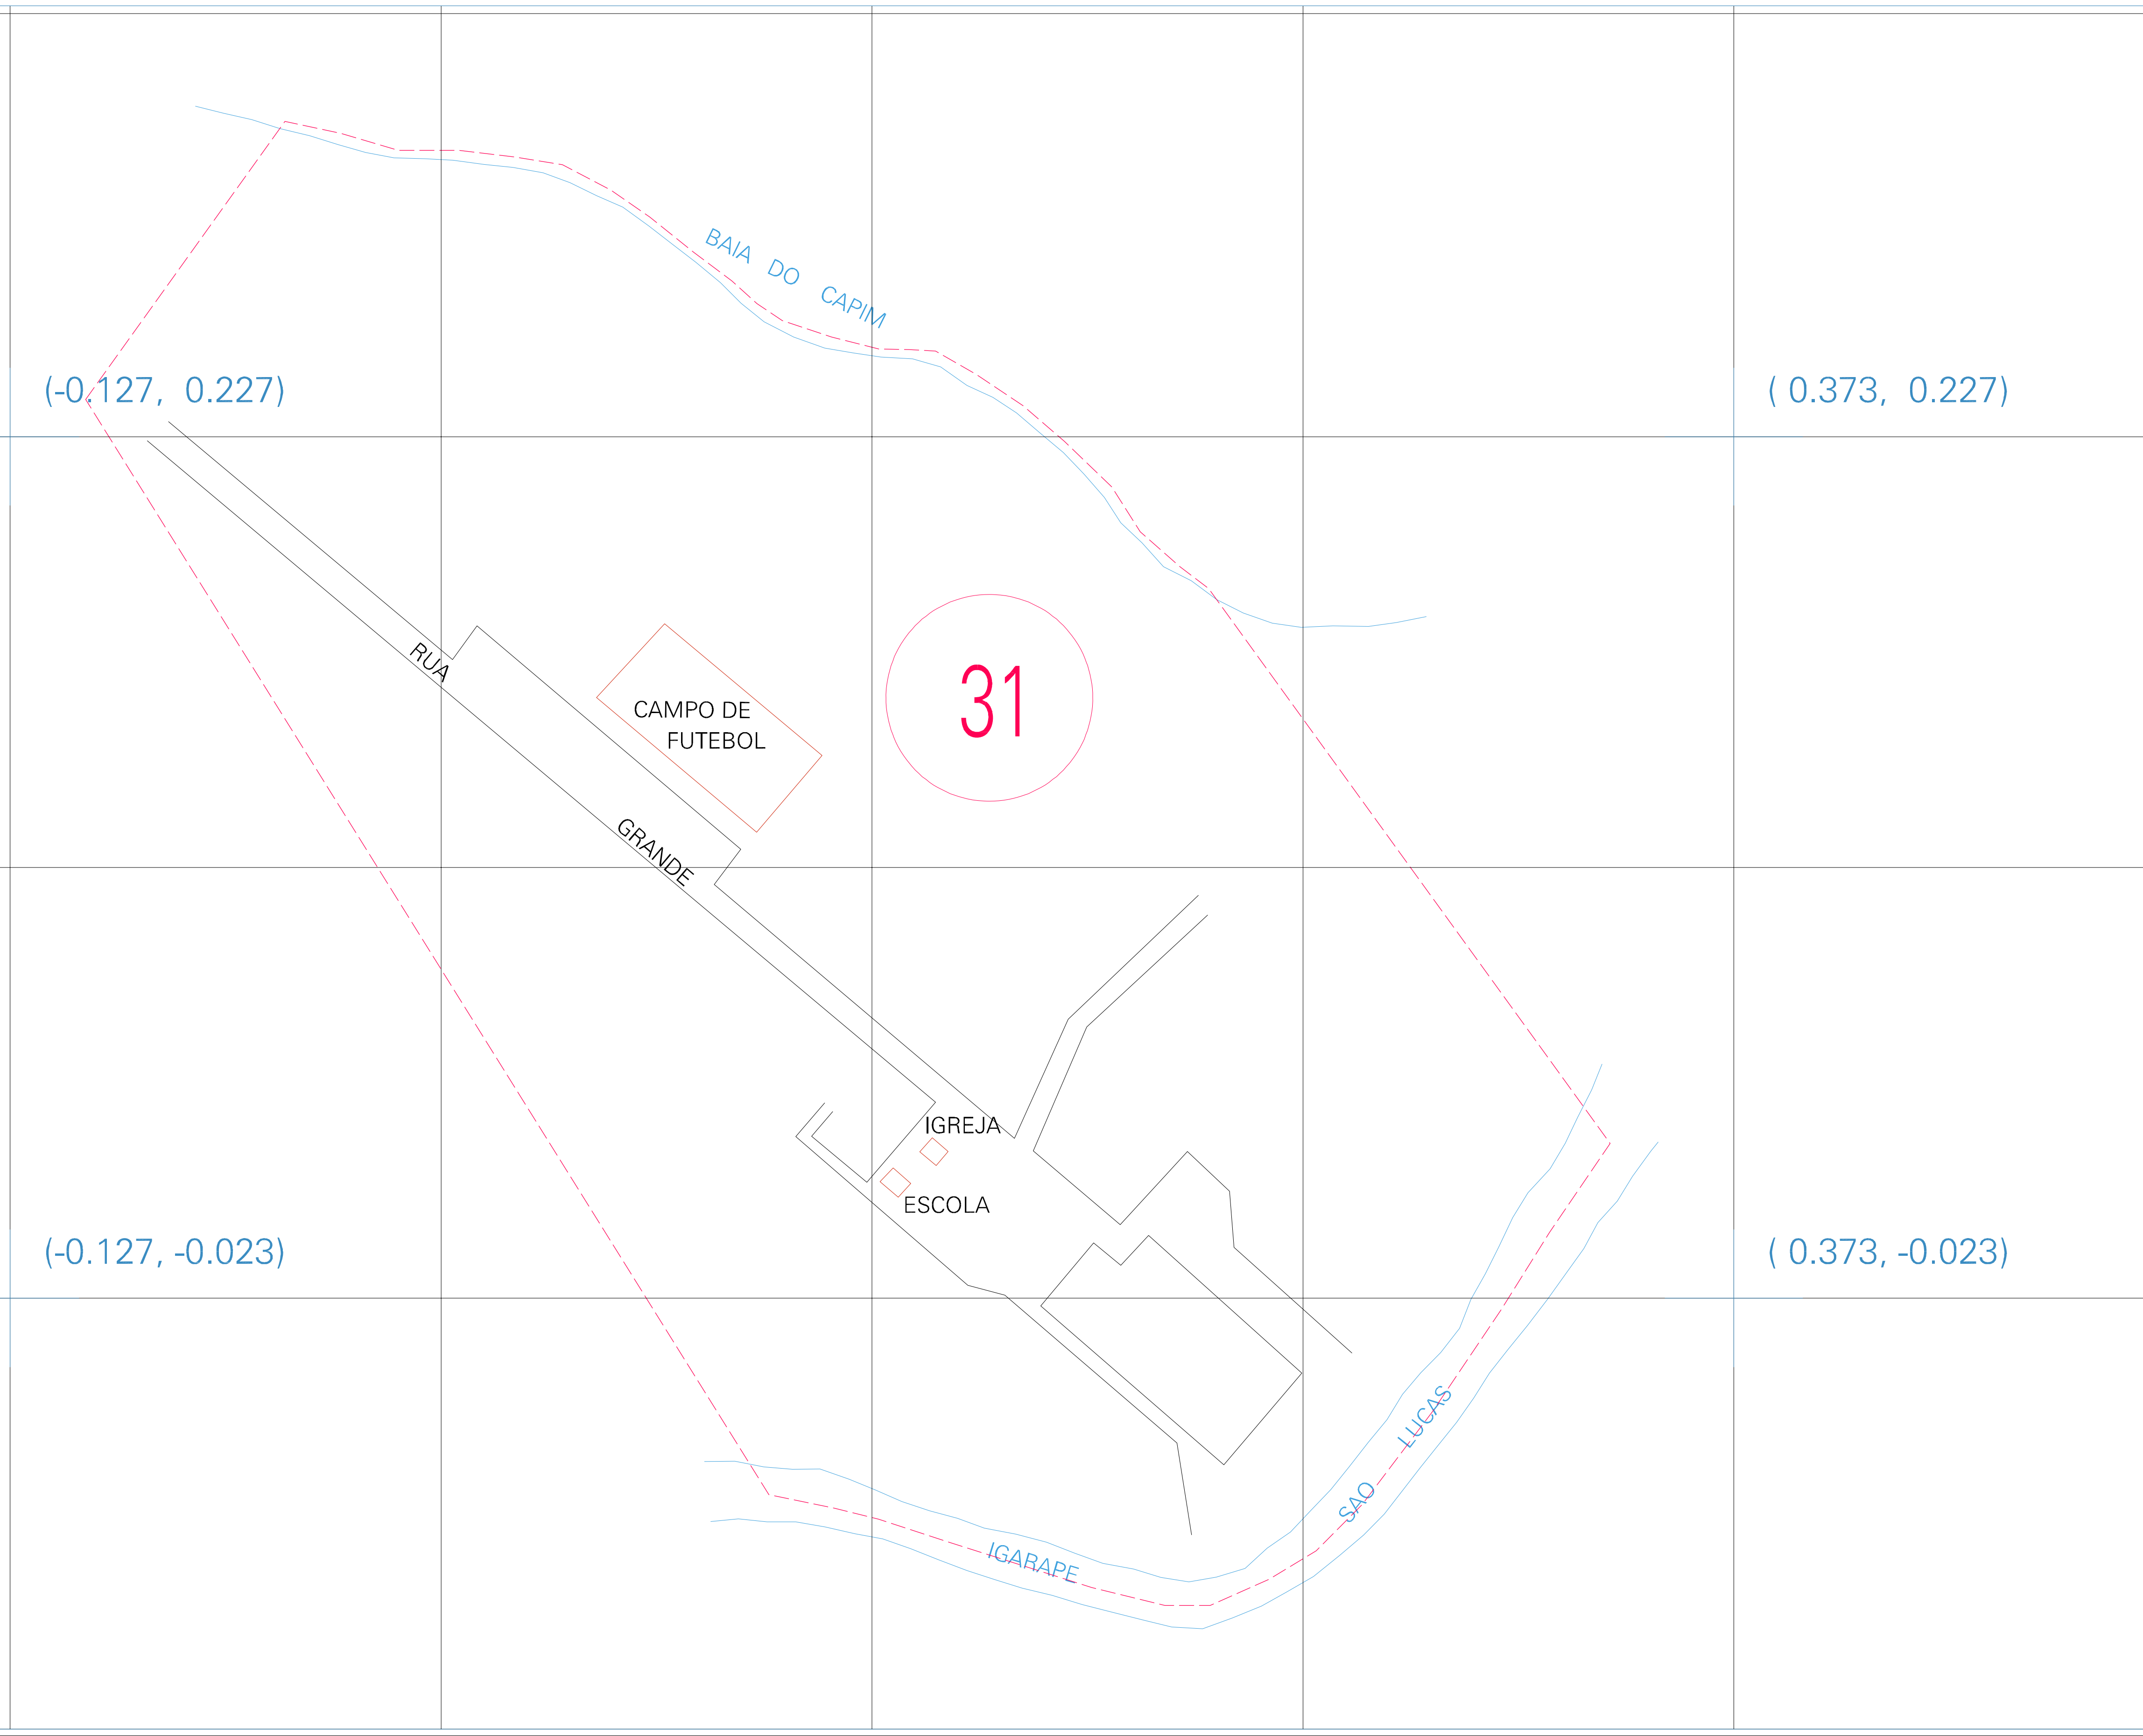 BAIA DO CAPIM
(-0.127, 0.227)
( 0.373, 0.227)
RUA GRANDE
CAMPO DE
FUTEBOL
31
IGREJA
ESCOLA
(-0.127, -0.023)
( 0.373, -0.023)
IGARAPE SAO LUCAS